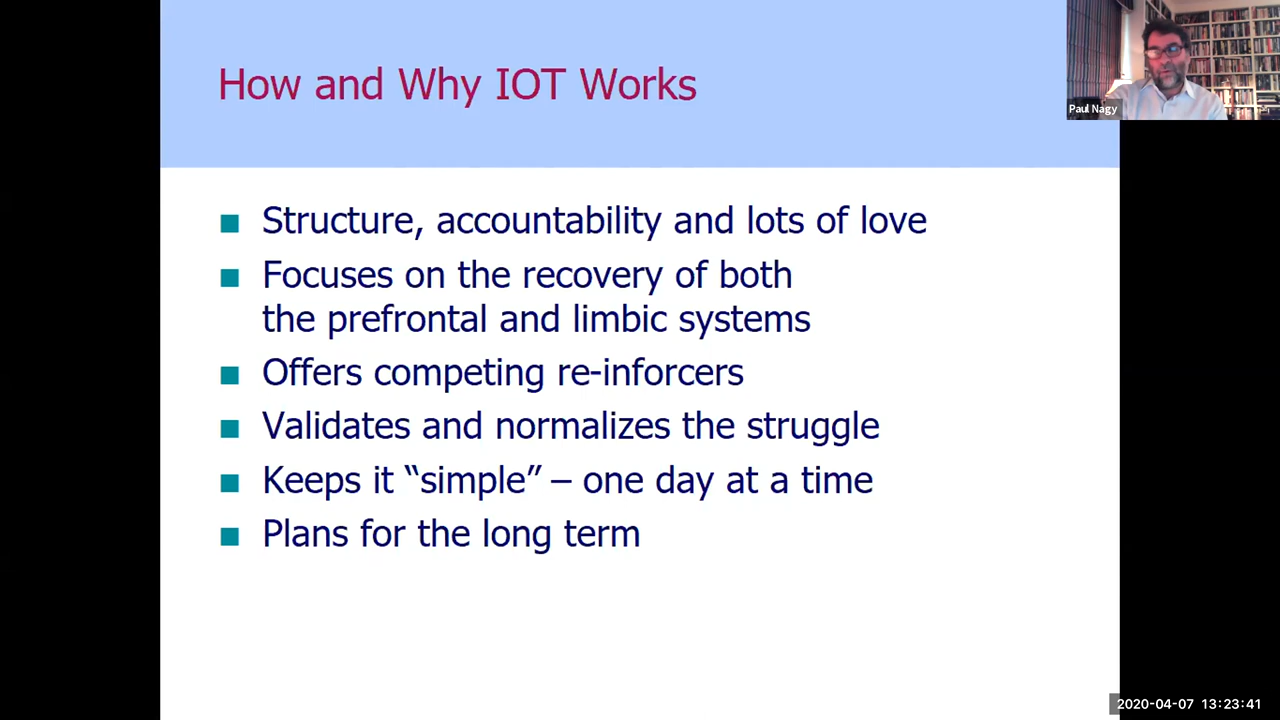 How and Why IOT Works
Paul Nagy
Structure, accountability and lots of love
Focuses on the recovery of both
the prefrontal and limbic systems
Offers competing re-inforcers
Validates and normalizes the struggle
Keeps it “simple” – one day at a time
Plans for the long term
2020-04-07 13:23:41